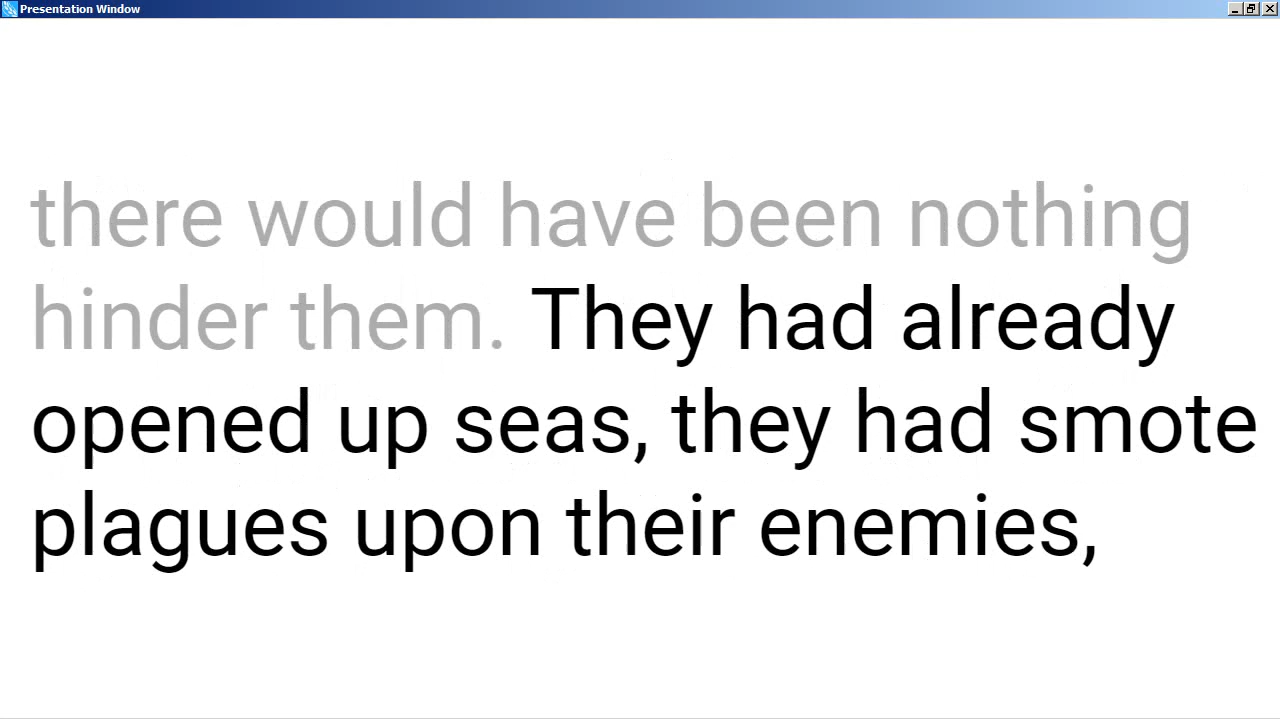 Presentation Window
there would have been nothing
hinder them. They had already
opened up seas, they had smote
plagues upon their enemies,